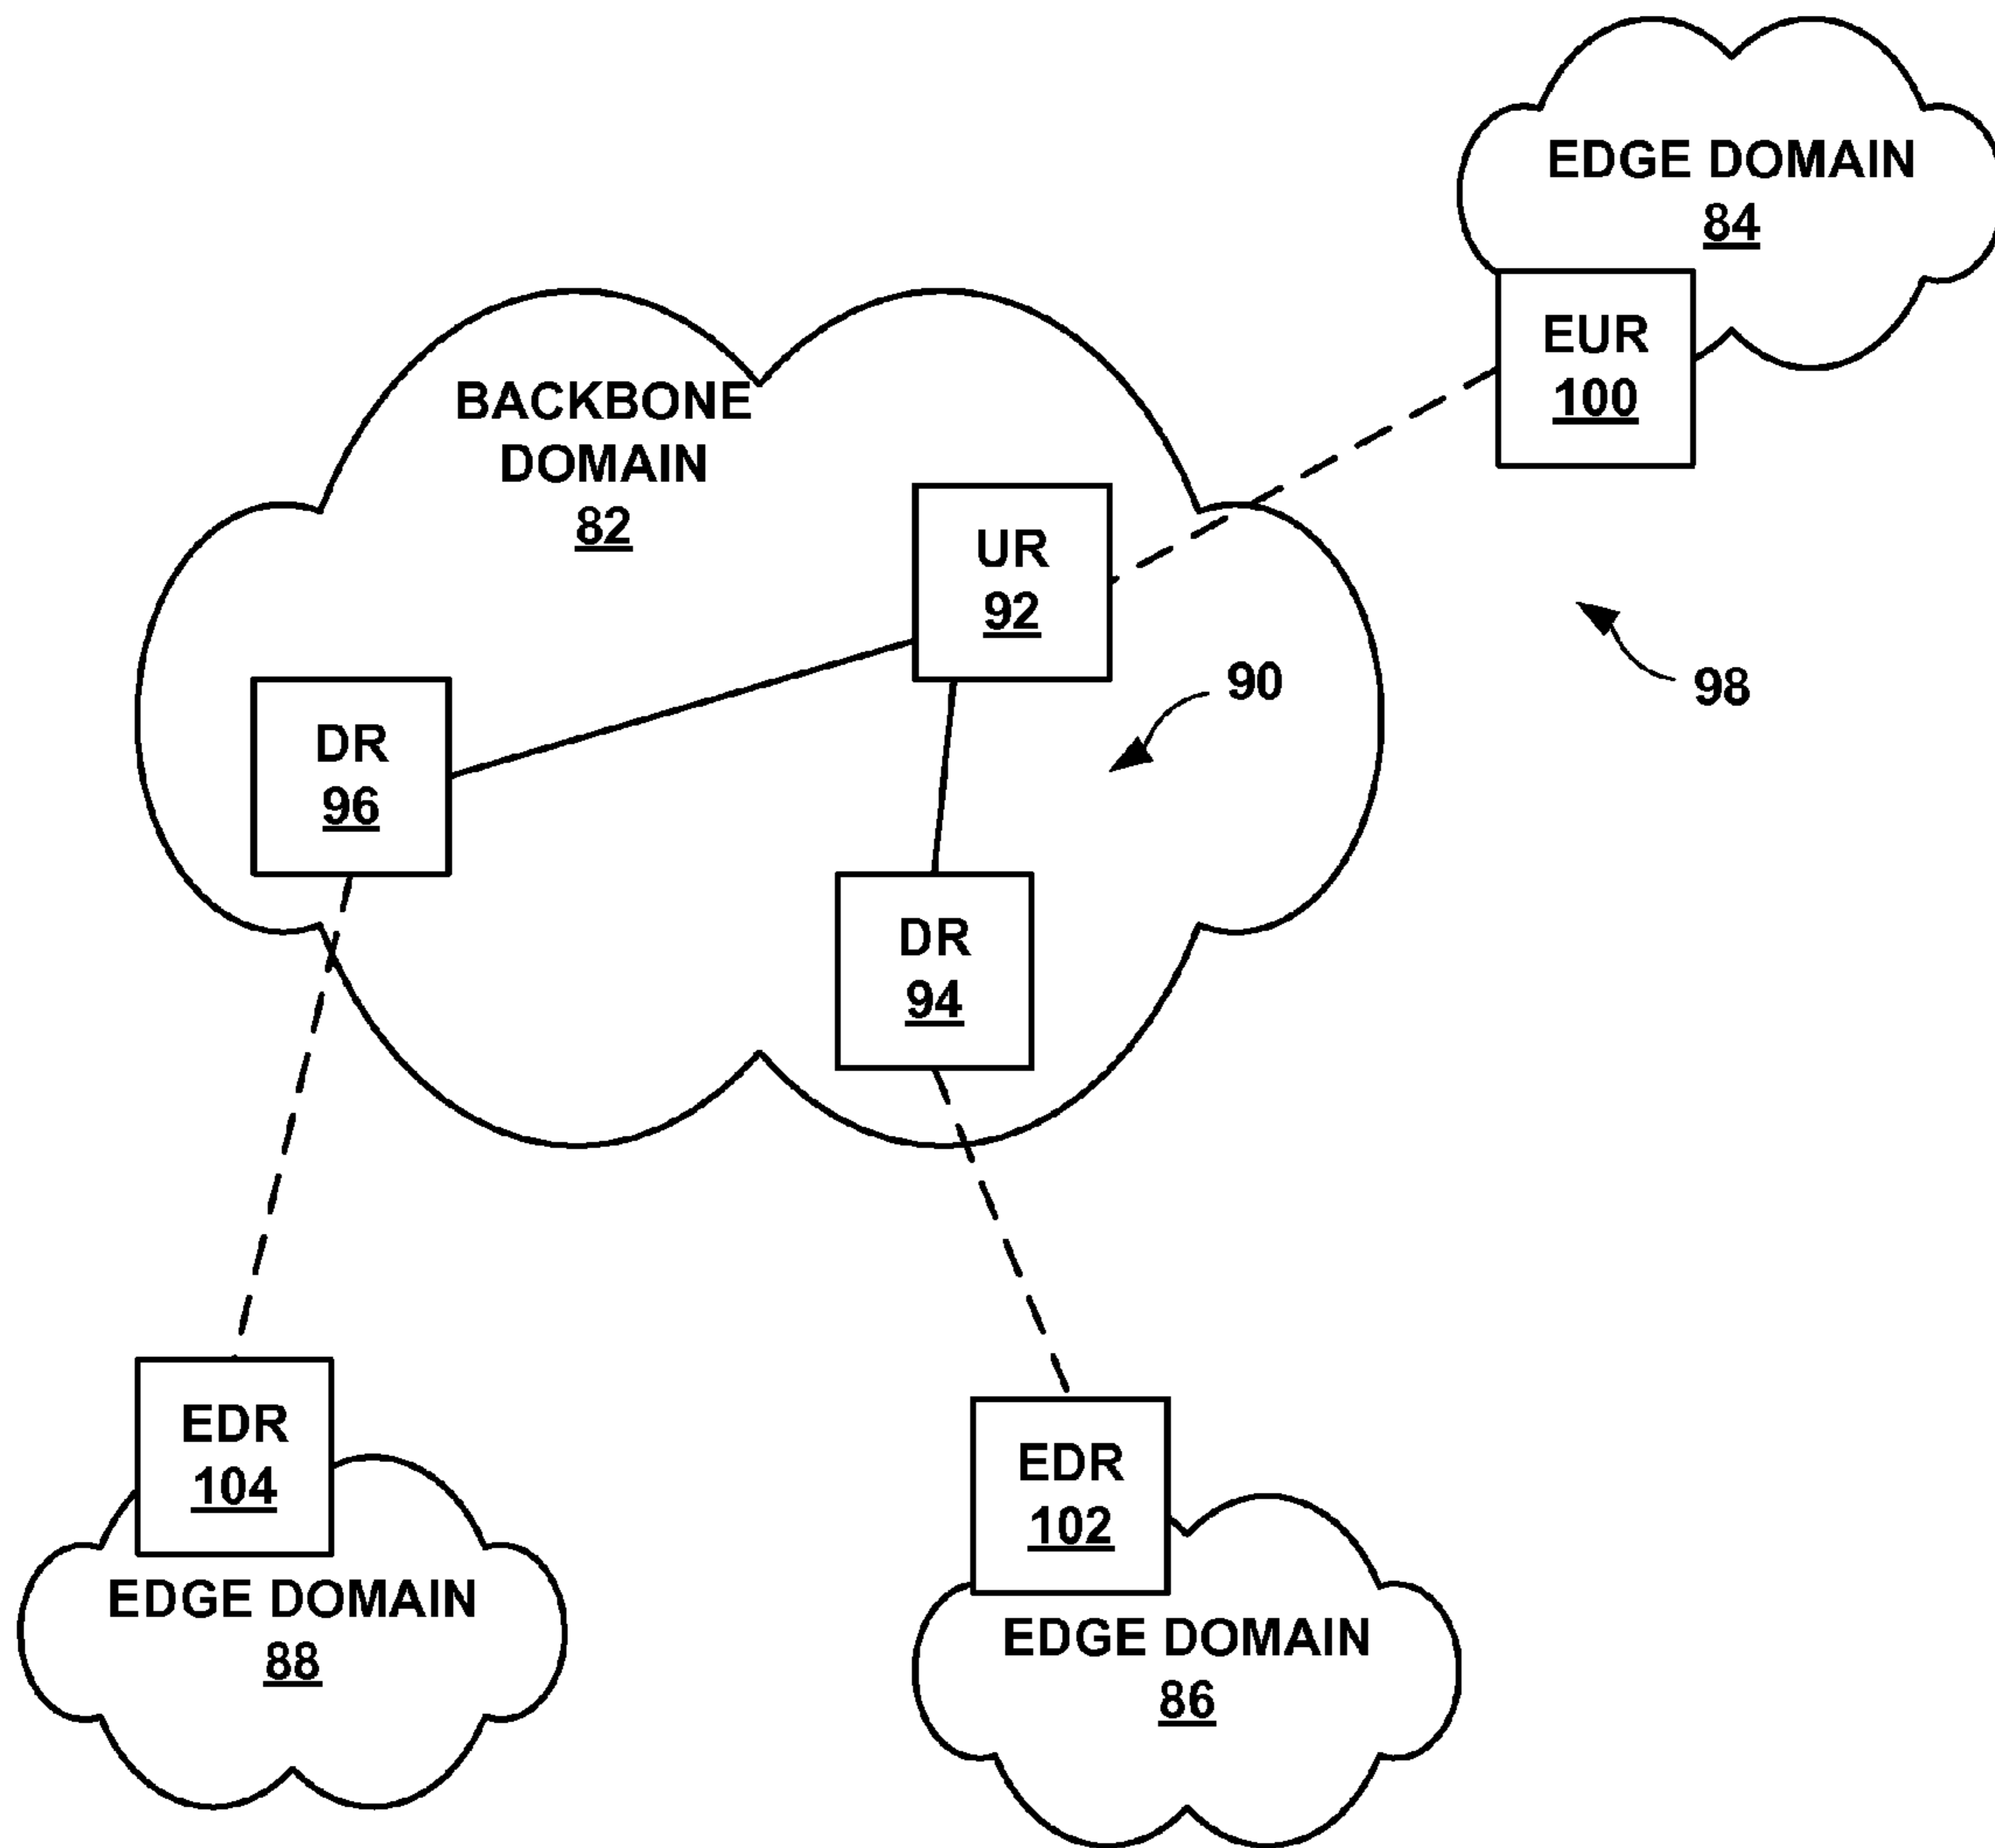 EDGE DOMAIN
84
EUR
100
BACKBONE
DOMAIN
82
UR
92
90
98
DR
96
DR
94
EDR
104
EDGE DOMAIN
88
EDR
102
EDGE DOMAIN
86